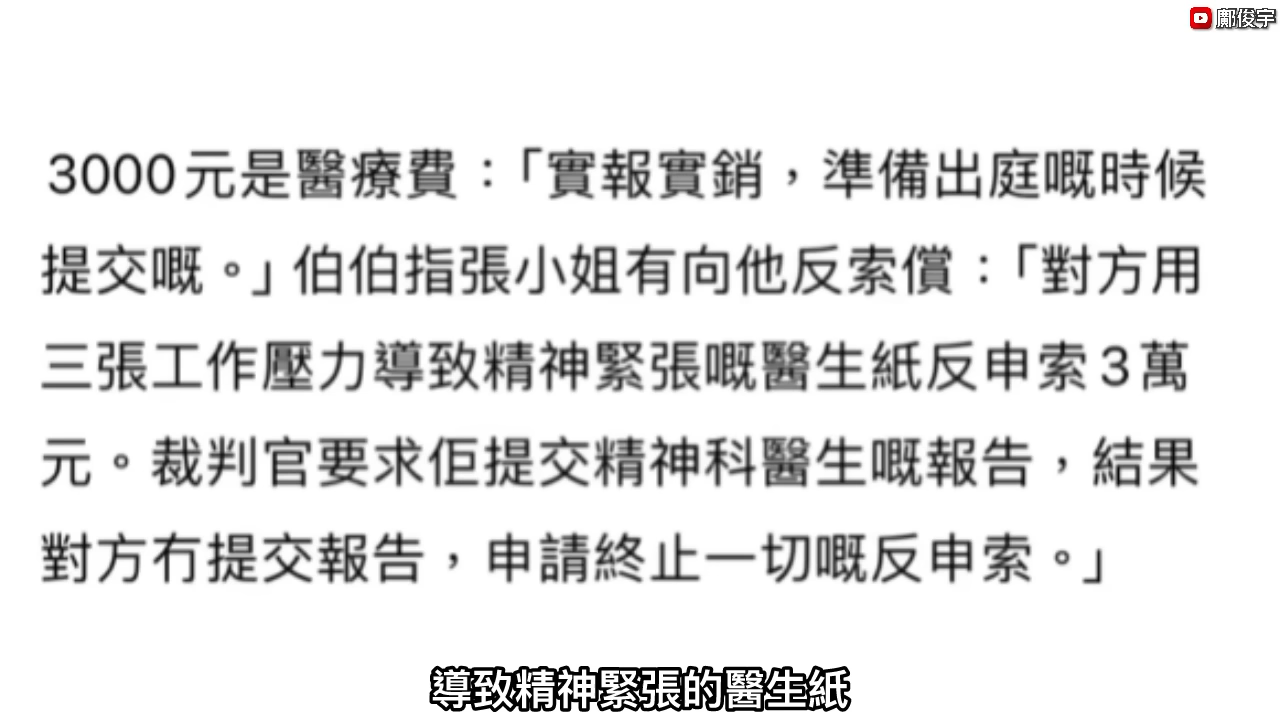 鄺俊宇
3000元是醫療費：「實報實銷，準備出庭嘅時候
提交嘅。」伯伯指張小姐有向他反索償：「對方用
三張工作壓力導致精神緊張嘅醫生紙反申索3萬
元。裁判官要求佢提交精神科醫生嘅報告，結果
對方冇提交報告，申請終止一切嘅反申索。」
導致精神緊張的醫生紙